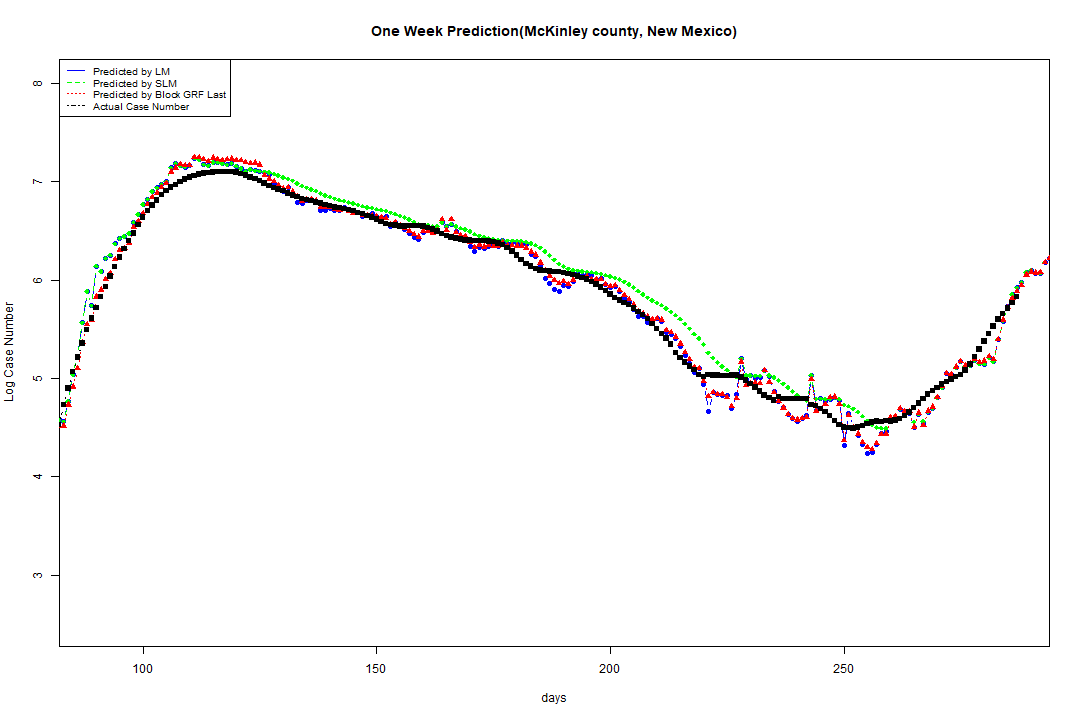 One Week Prediction(McKinley county, New Mexico)
Predicted by LM
Predicted by SLM
Predicted by Block GRF Last
Actual Case Number
8
7
6
5
4
3
Log Case Number
100 150 200 250
days